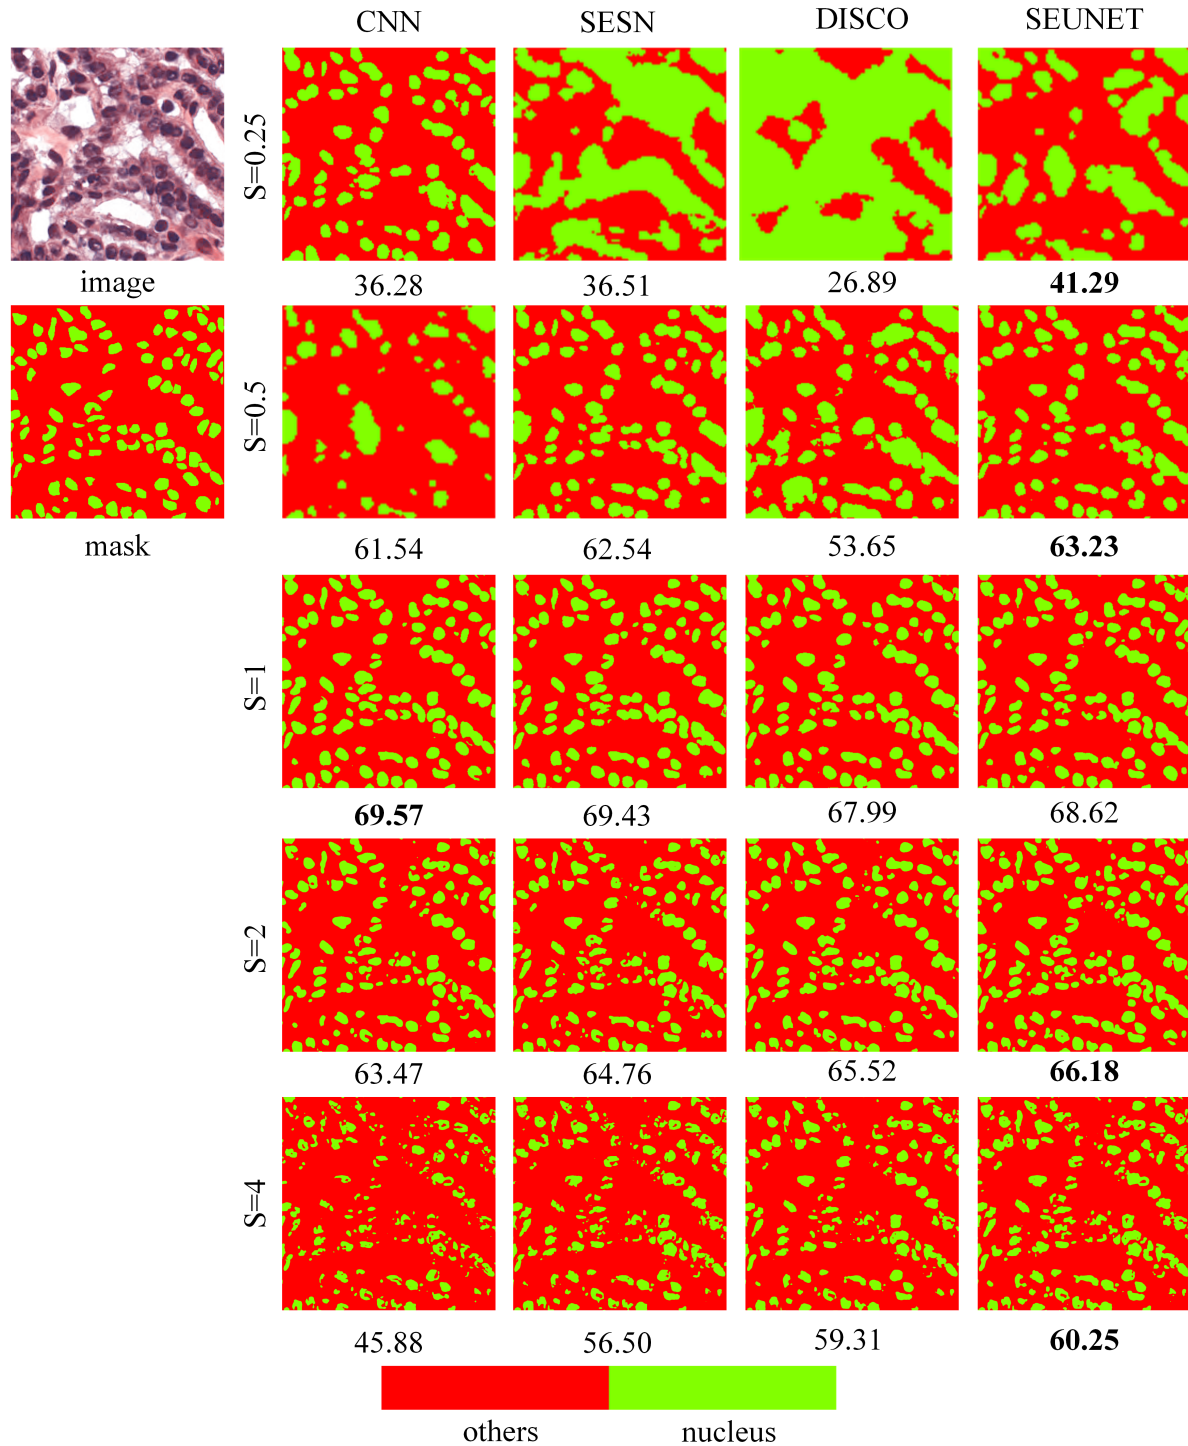 CNN SESN DISCO SEUNET
S=0.25
image
36.28 36.51 26.89 41.29
S=0.5
mask
61.54 62.54 53.65 63.23
S=1
69.57 69.43 67.99 68.62
S=2
63.47 64.76 65.52 66.18
S=4
45.88 56.50 59.31 60.25
others nucleus